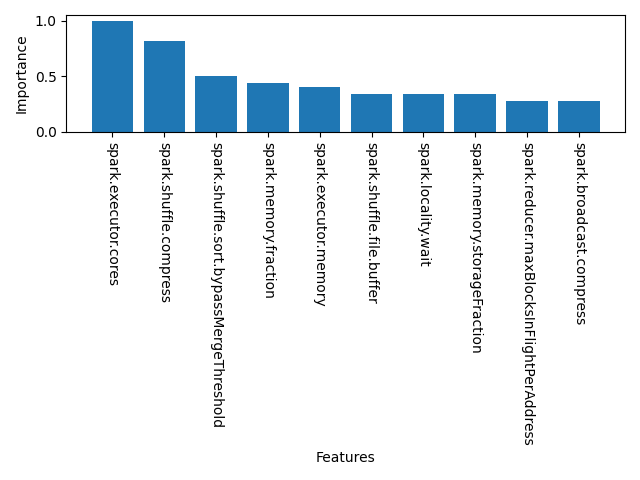 Importance
1.0
0.5
0.0
spark.executor.cores
spark.shuffle.compress
spark.shuffle.sort.bypassMergeThreshold
spark.memory.fraction
spark.executor.memory
spark.shuffle.file.buffer
spark.locality.wait
spark.memory.storageFraction
spark.reducer.maxBlocksInFlightPerAddress
spark.broadcast.compress
Features